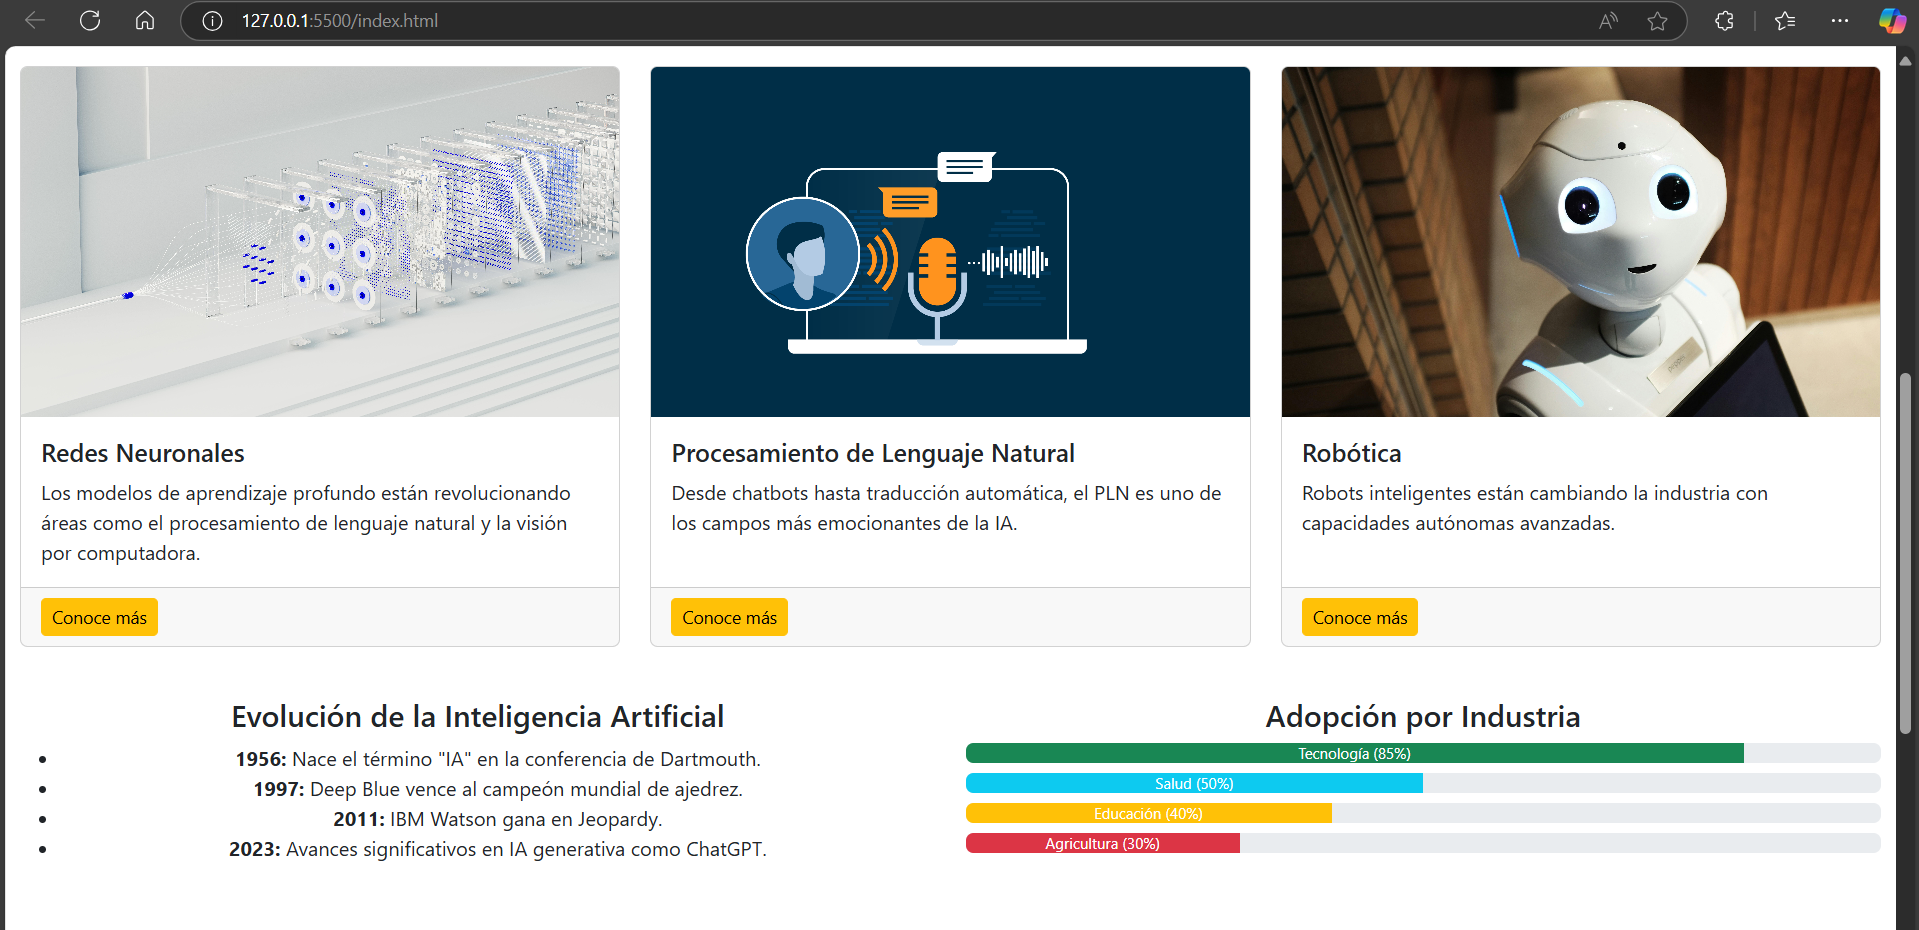 127.0.0.1:5500/index.html
Redes Neuronales
Los modelos de aprendizaje profundo están revolucionando
áreas como el procesamiento de lenguaje natural y la visión
por computadora.
Conoce más
Procesamiento de Lenguaje Natural
Desde chatbots hasta traducción automática, el PLN es uno de
los campos más emocionantes de la IA.
Conoce más
Robótica
Robots inteligentes están cambiando la industria con
capacidades autónomas avanzadas.
Conoce más
Evolución de la Inteligencia Artificial
1956: Nace el término "IA" en la conferencia de Dartmouth.
1997: Deep Blue vence al campeón mundial de ajedrez.
2011: IBM Watson gana en Jeopardy.
2023: Avances significativos en IA generativa como ChatGPT.
Adopción por Industria
Tecnología (85%)
Salud (50%)
Educación (40%)
Agricultura (30%)